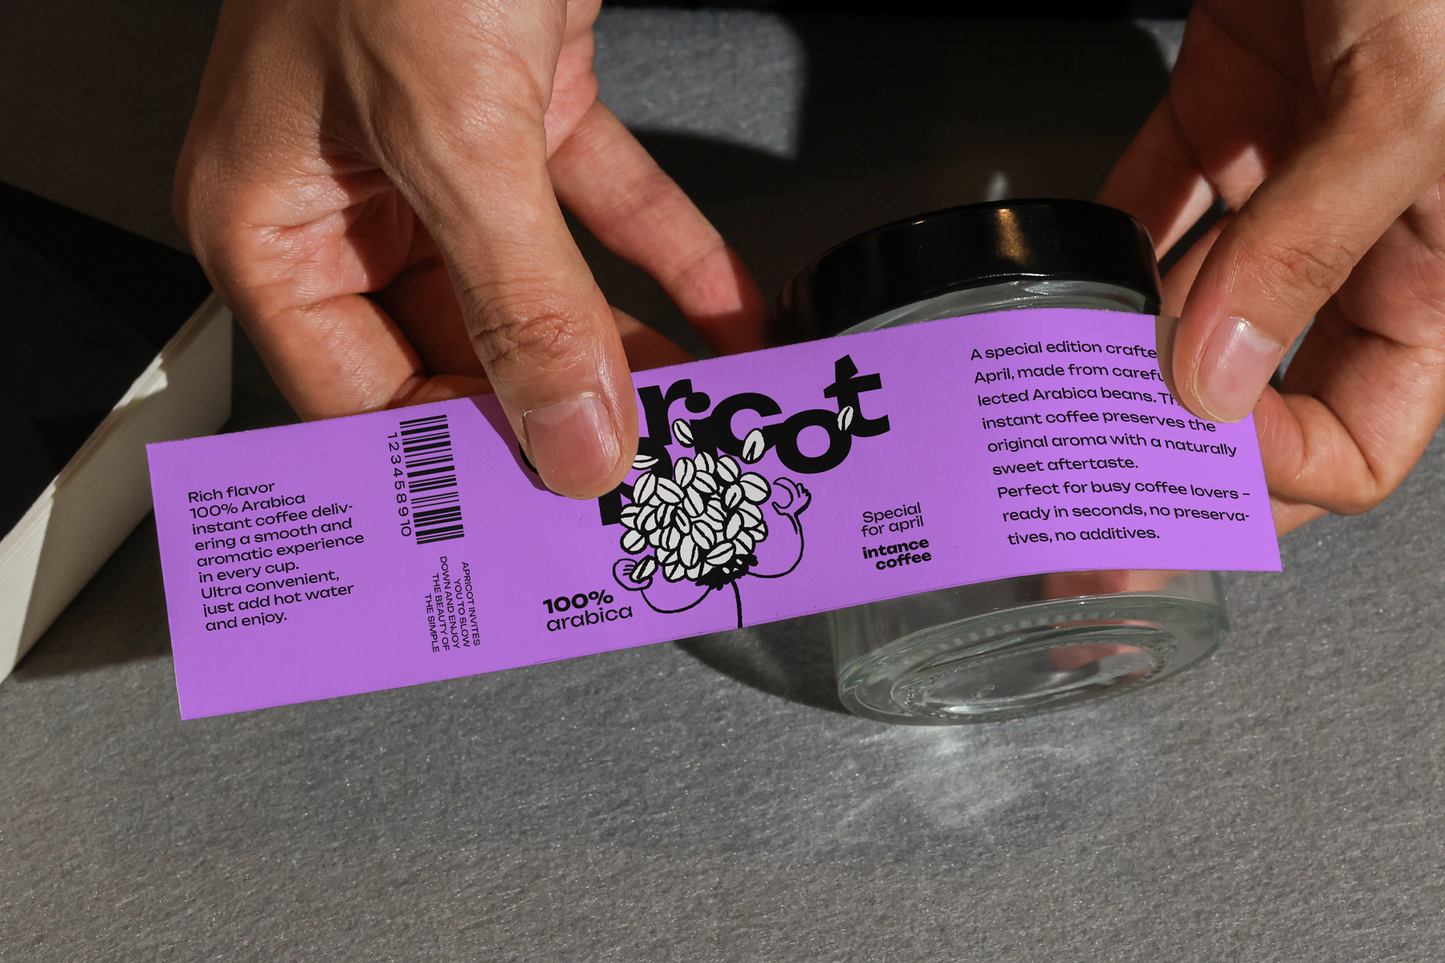 Rich flavor
100% Arabica
instant coffee deliv-
ering a smooth and
aromatic experience
in every cup.
Ultra convenient,
just add hot water
and enjoy.
12345678910
APRICOT INVITES
YOU TO SLOW
DOWN AND ENJOY
THE BEAUTY OF
THE SIMPLE
ricot
100%
arabica
Special
for april
intance
coffee
A special edition crafte
April, made from carefu
lected Arabica beans. Th
instant coffee preserves the
original aroma with a naturally
sweet aftertaste.
Perfect for busy coffee lovers –
ready in seconds, no preserva-
tives, no additives.